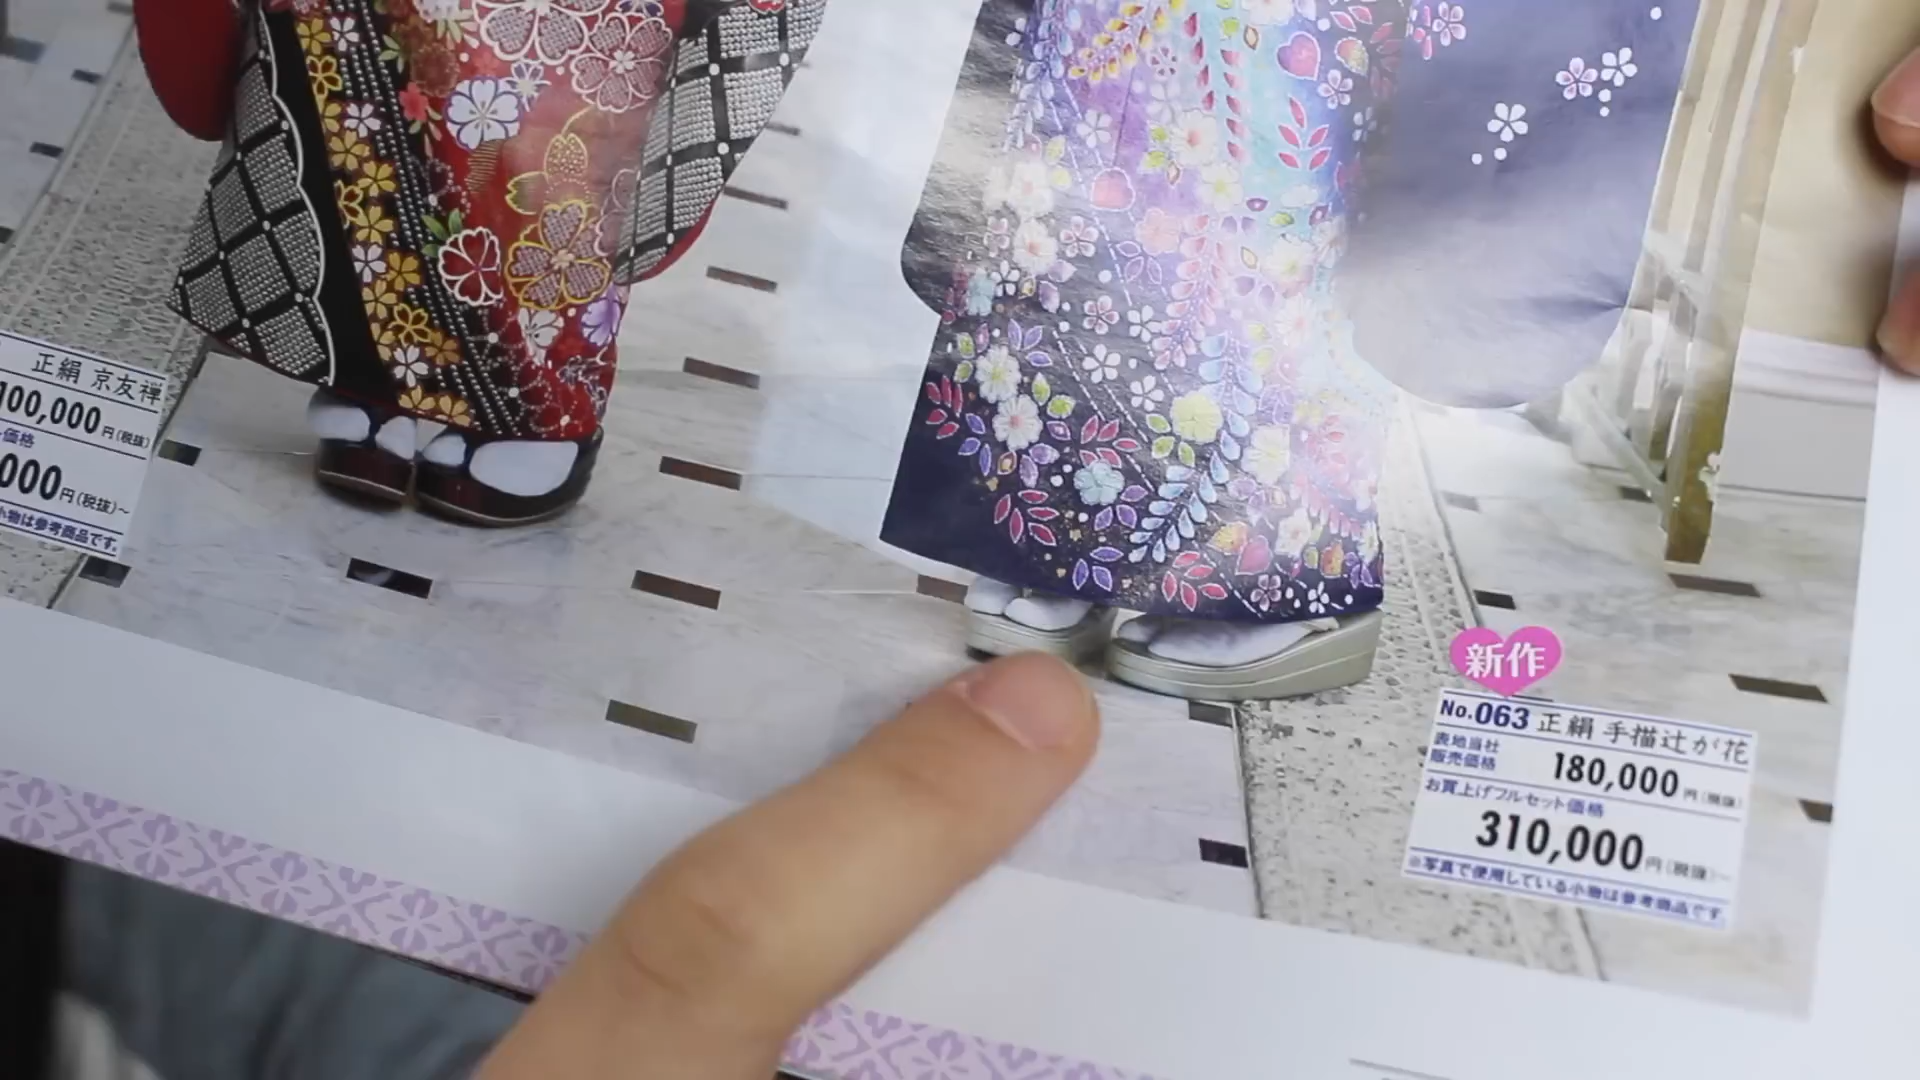 正絹 京友禅
100,000円(税抜)
価格
000円(税抜)~
小物は参考商品です。
新作
No.063 正絹 手描辻が花
表地当社
販売価格 180,000円(税抜)
お買上げフルセット価格
310,000円(税抜)~
※写真で使用している小物は参考商品です。